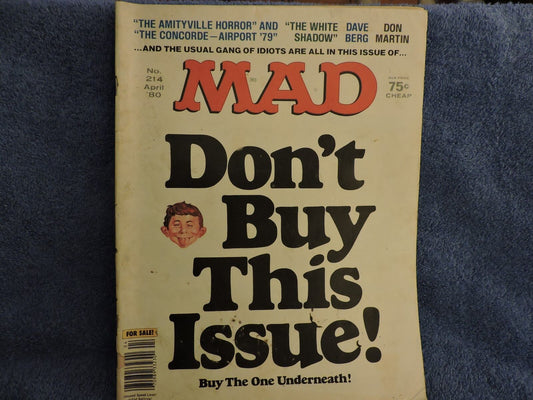 "THE AMITYVILLE HORROR" AND "THE WHITE DAVE DON
"THE CONCORDE—AIRPORT '79" SHADOW" BERG MARTIN
...AND THE USUAL GANG OF IDIOTS ARE ALL IN THIS ISSUE OF...
No.
214
April
'80
MAD
75¢
CHEAP
Don't
Buy
This
Issue!
FOR SALE!
Buy The One Underneath!